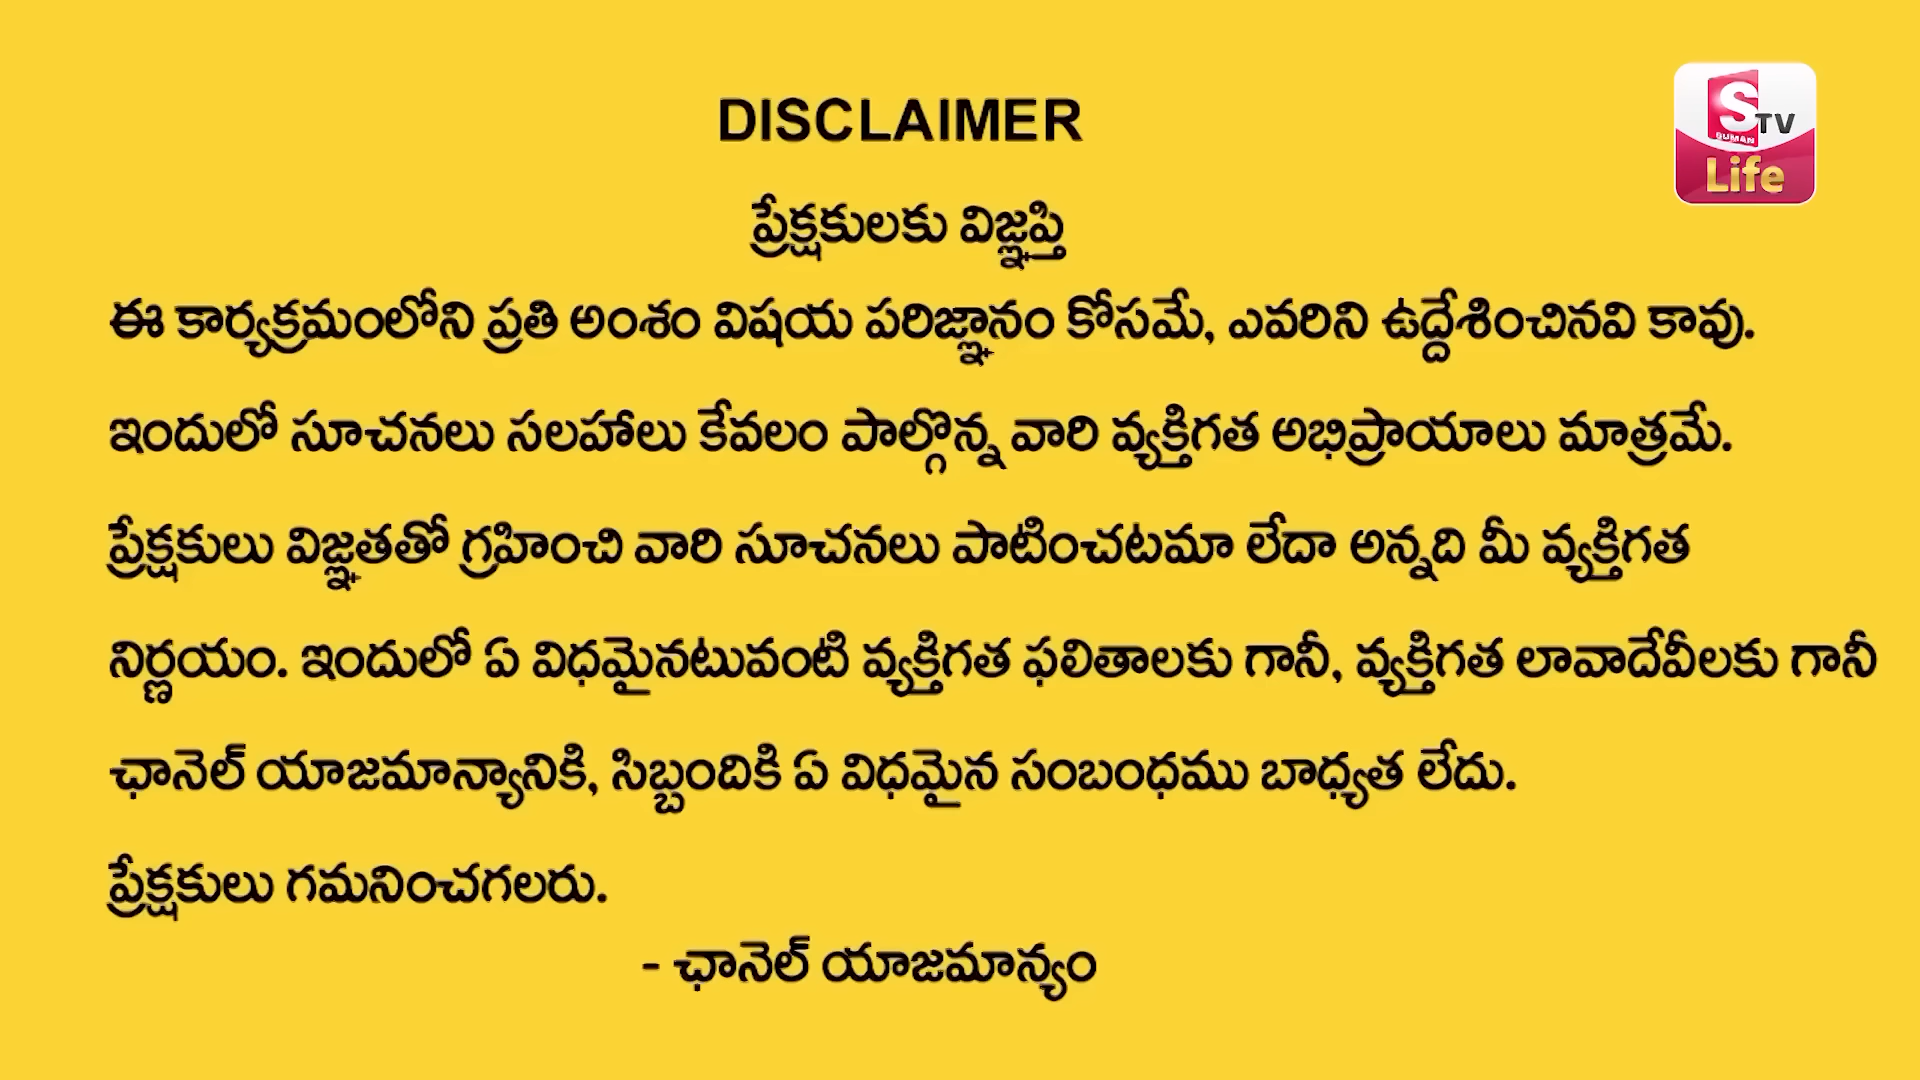 DISCLAIMER
S TV
SUMAN
Life
ప్రేక్షకులకు విజ్ఞప్తి
ఈ కార్యక్రమంలోని ప్రతి అంశం విషయ పరిజ్ఞానం కోసమే, ఎవరిని ఉద్దేశించినవి కావు.
ఇందులో సూచనలు సలహాలు కేవలం పాల్గొన్న వారి వ్యక్తిగత అభిప్రాయాలు మాత్రమే.
ప్రేక్షకులు విజ్ఞతతో గ్రహించి వారి సూచనలు పాటించటమా లేదా అన్నది మీ వ్యక్తిగత
నిర్ణయం. ఇందులో ఏ విధమైనటువంటి వ్యక్తిగత ఫలితాలకు గానీ, వ్యక్తిగత లావాదేవీలకు గానీ
ఛానెల్ యాజమాన్యానికి, సిబ్బందికి ఏ విధమైన సంబంధము బాధ్యత లేదు.
ప్రేక్షకులు గమనించగలరు.
- ఛానెల్ యాజమాన్యం